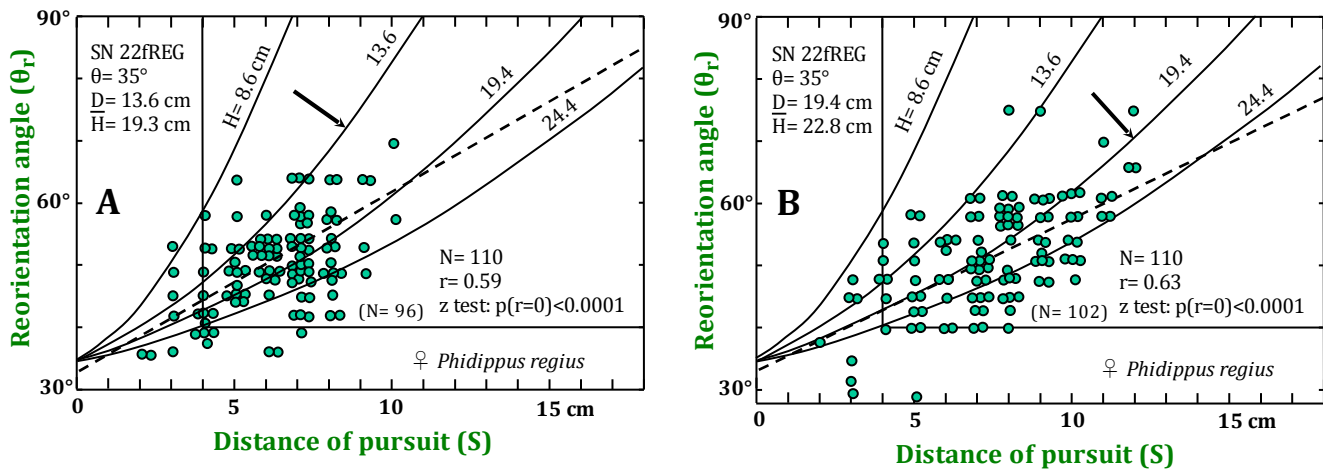 90°
60°
30°
Reorientation angle (θr)
SN 22fREG
θ= 35°
D= 13.6 cm
H= 19.3 cm
A
H= 8.6 cm
13.6
19.4
24.4
N= 110
r= 0.59
z test: p(r=0)<0.0001
(N= 96)
♀ Phidippus regius
0
5
10
15 cm
Distance of pursuit (S)
90°
60°
30°
Reorientation angle (θr)
SN 22fREG
θ= 35°
D= 19.4 cm
H= 22.8 cm
B
H= 8.6 cm
13.6
19.4
24.4
N= 110
r= 0.63
z test: p(r=0)<0.0001
(N= 102)
♀ Phidippus regius
0
5
10
15 cm
Distance of pursuit (S)